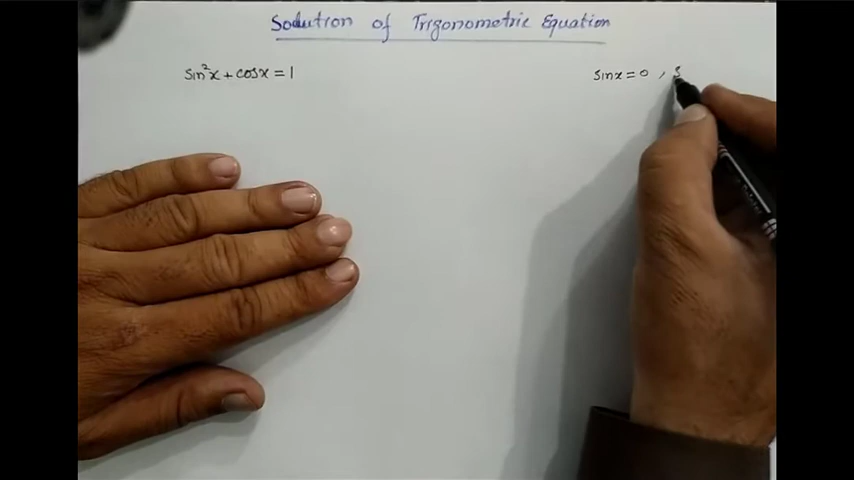 Solution of Trigonometric Equation
sin²x + cosx = 1
sinx = 0 , s